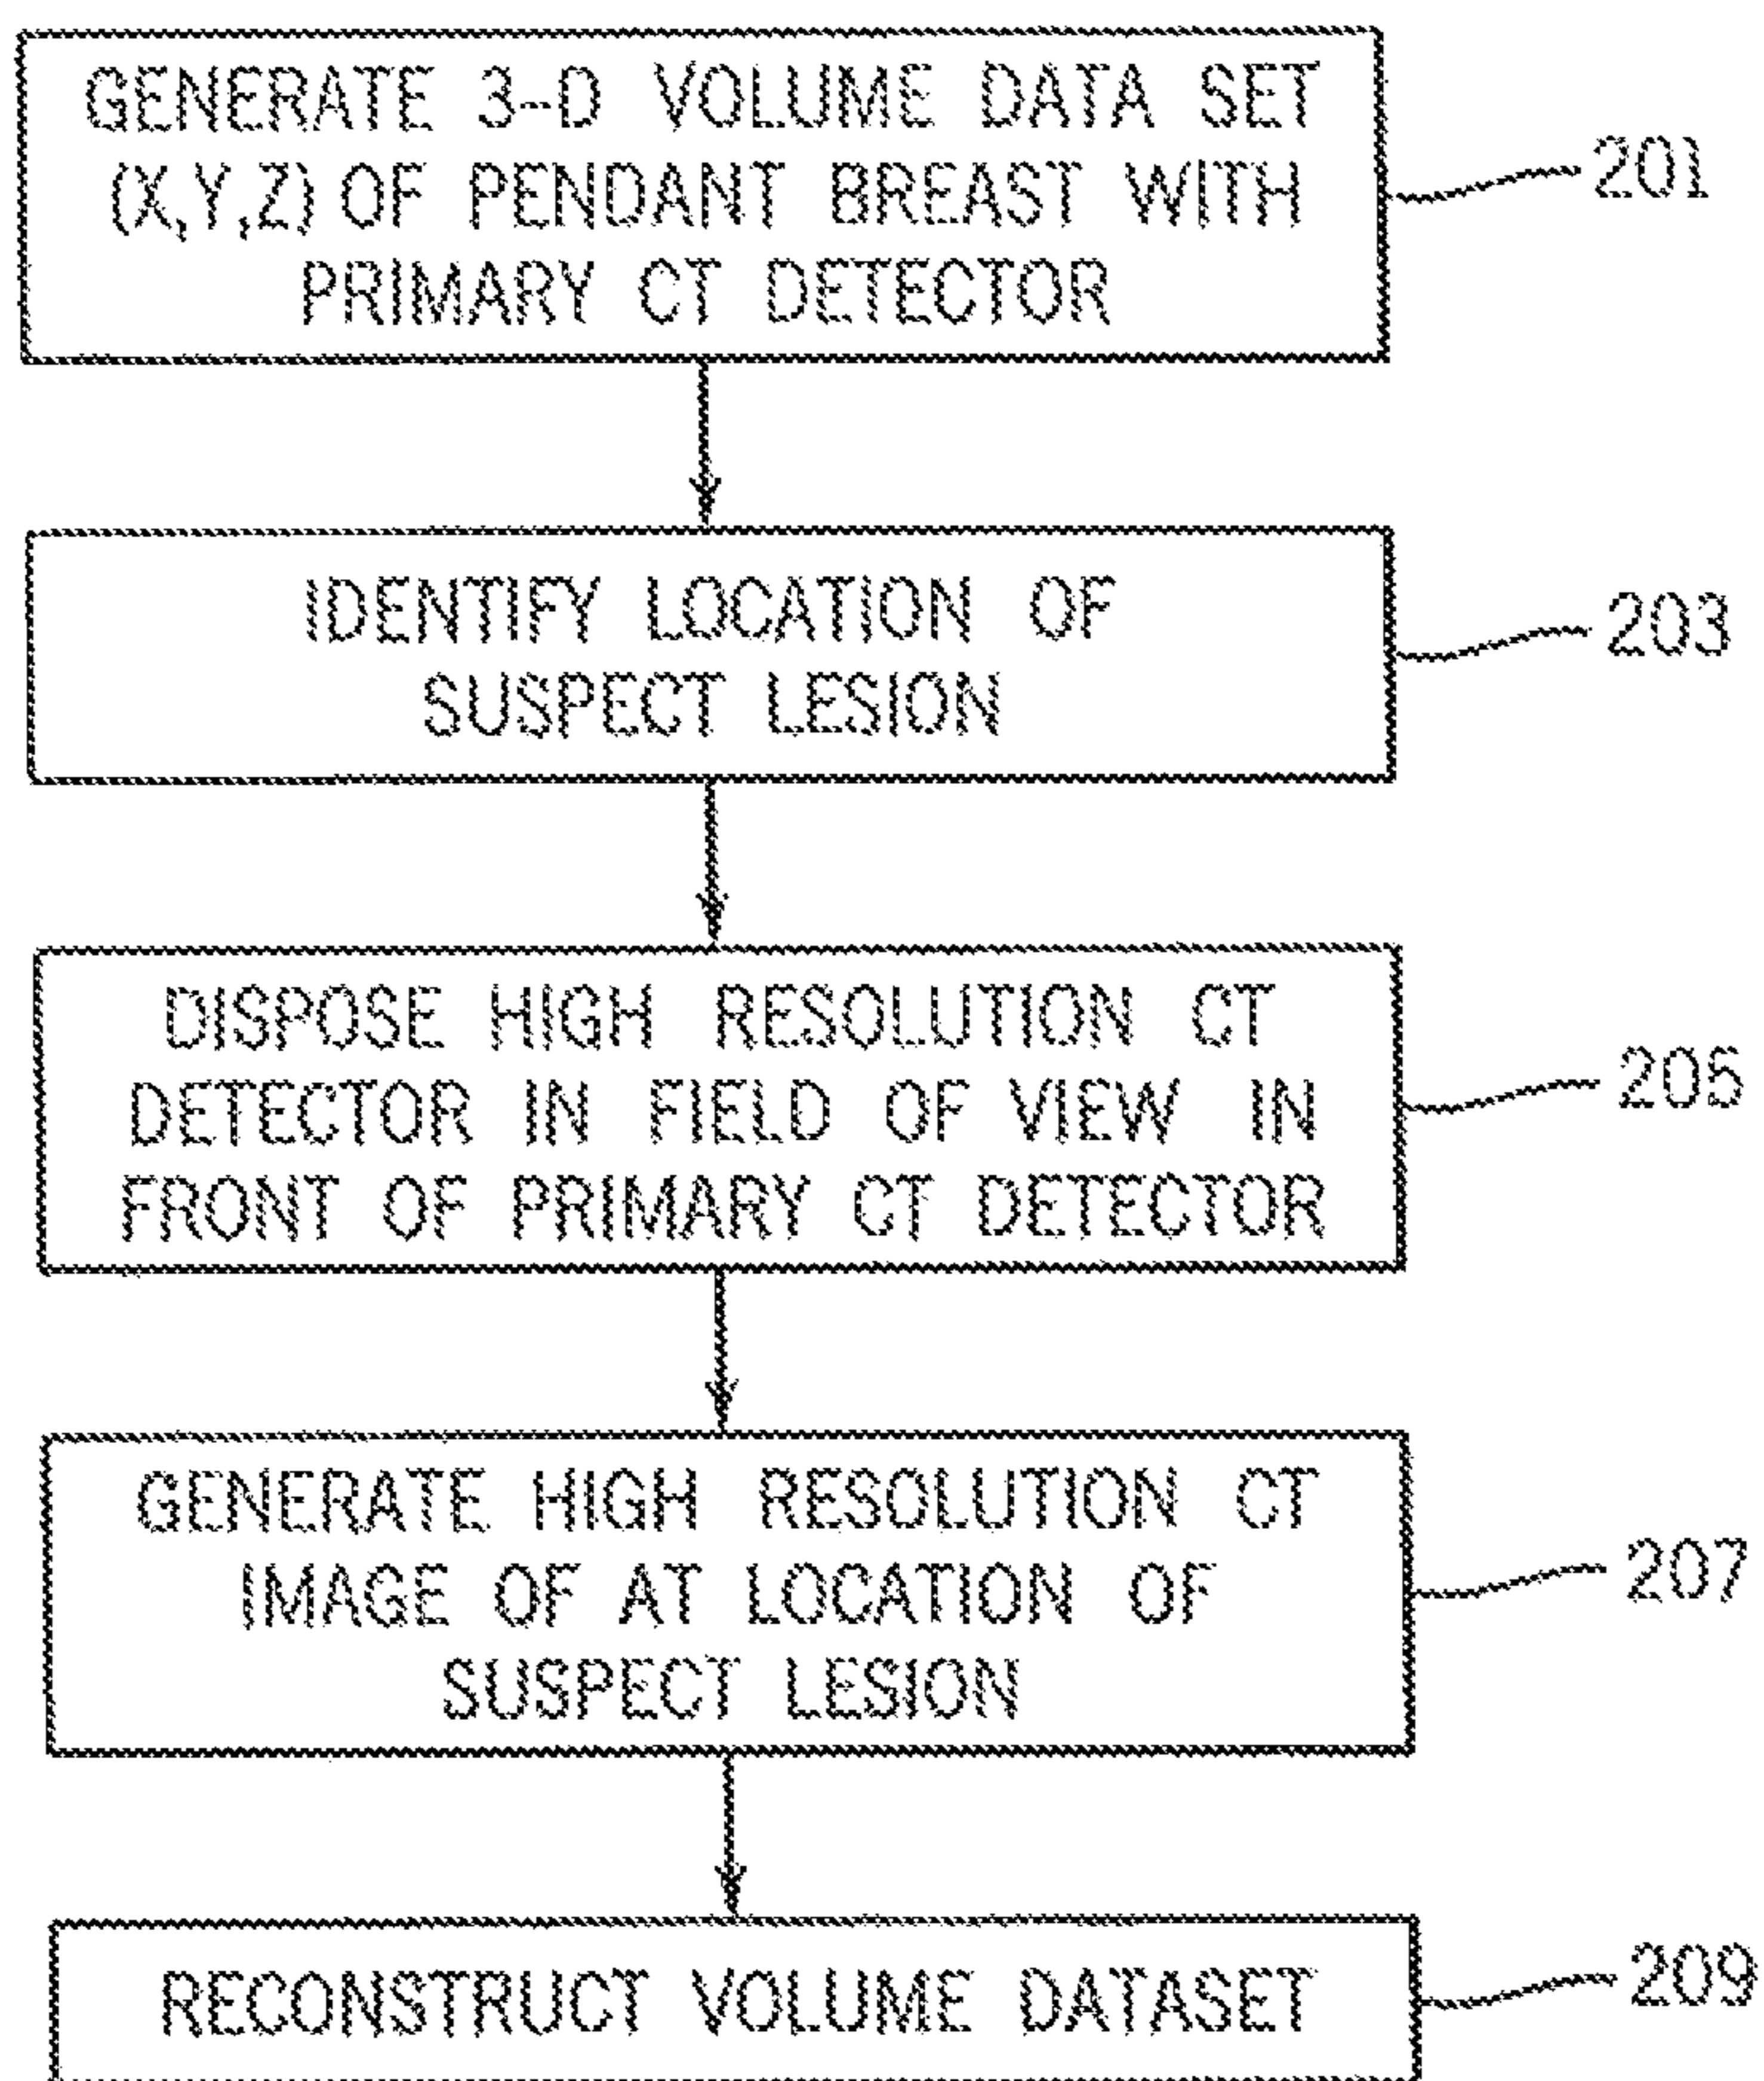 GENERATE 3-D VOLUME DATA SET
(X,Y,Z) OF PENDANT BREAST WITH
PRIMARY CT DETECTOR
201
IDENTIFY LOCATION OF
SUSPECT LESION
203
DISPOSE HIGH RESOLUTION CT
DETECTOR IN FIELD OF VIEW IN
FRONT OF PRIMARY CT DETECTOR
205
GENERATE HIGH RESOLUTION CT
IMAGE OF AT LOCATION OF
SUSPECT LESION
207
RECONSTRUCT VOLUME DATASET
209